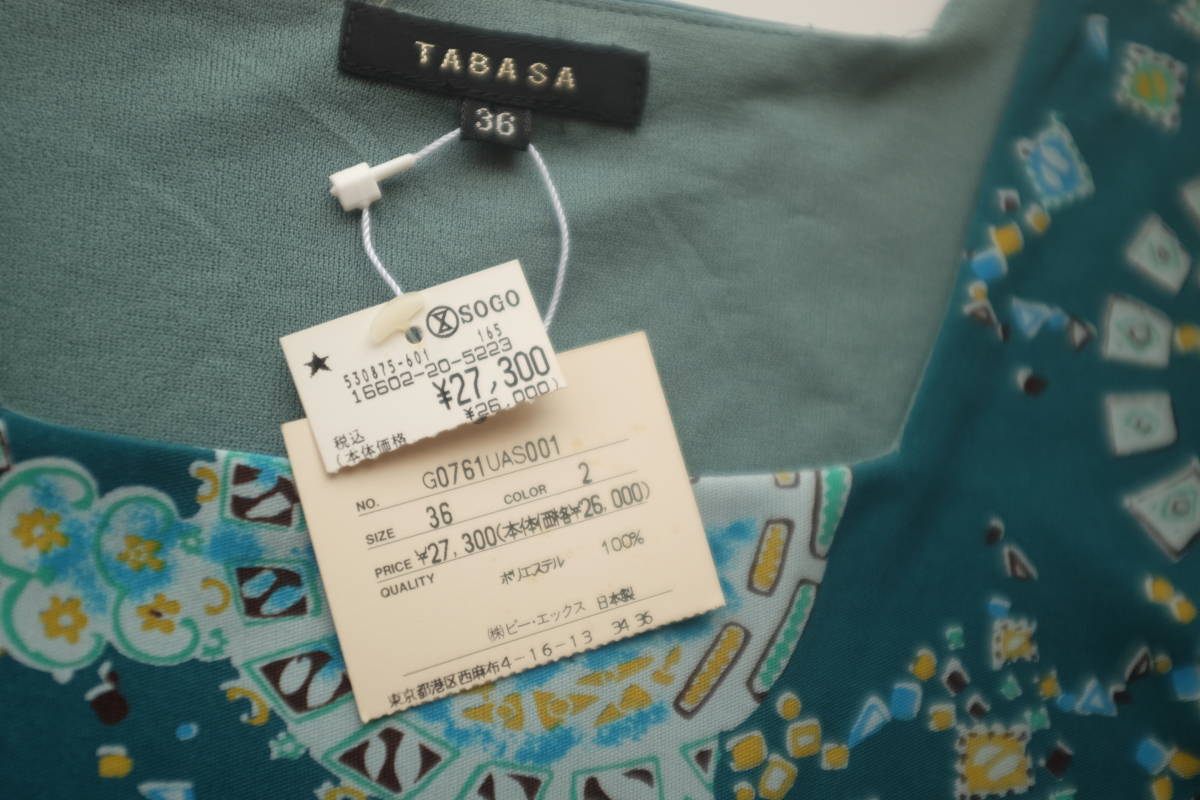 TABASA
36
SOGO
165
530875-601
16602-20-5223
¥27,300
税込
(本体価格 ¥26,000)
NO. G0761UAS001
SIZE 36 COLOR 2
PRICE ¥27,300(本体価格¥26,000)
QUALITY ポリエステル 100%
㈱ビー・エックス 日本製
東京都港区西麻布4-16-13 34 36